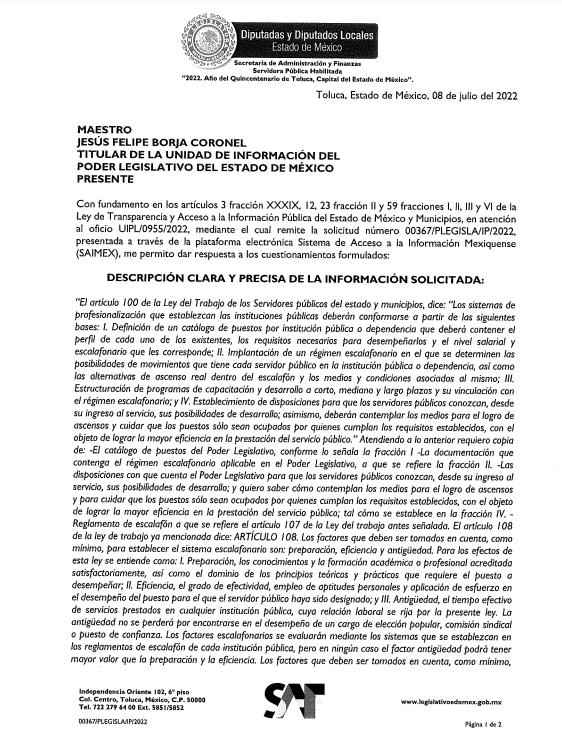 Diputadas y Diputados Locales
Estado de México
Secretaría de Administración y Finanzas
Servidora Pública Habilitada
"2022. Año del Quincentenario de Toluca, Capital del Estado de México".
Toluca, Estado de México, 08 de julio del 2022
MAESTRO
JESÚS FELIPE BORJA CORONEL
TITULAR DE LA UNIDAD DE INFORMACIÓN DEL
PODER LEGISLATIVO DEL ESTADO DE MÉXICO
PRESENTE
Con fundamento en los artículos 3 fracción XXXIX, 12, 23 fracción II y 59 fracciones I, II, III y VI de la
Ley de Transparencia y Acceso a la Información Pública del Estado de México y Municipios, en atención
al oficio UIPL/0955/2022, mediante el cual remite la solicitud número 00367/PLEGISLA/IP/2022,
presentada a través de la plataforma electrónica Sistema de Acceso a la Información Mexiquense
(SAIMEX), me permito dar respuesta a los cuestionamientos formulados:
DESCRIPCIÓN CLARA Y PRECISA DE LA INFORMACIÓN SOLICITADA:
"El artículo 100 de la Ley del Trabajo de los Servidores públicos del estado y municipios, dice: "Los sistemas de
profesionalización que establezcan las instituciones públicas deberán conformarse a partir de las siguientes
bases: I. Definición de un catálogo de puestos por institución pública o dependencia que deberá contener el
perfil de cada uno de los existentes, los requisitos necesarios para desempeñarlos y el nivel salarial y
escalafonario que les corresponde; II. Implantación de un régimen escalafonario en el que se determinen las
posibilidades de movimientos que tiene cada servidor público en la institución pública o dependencia, así como
las alternativas de ascenso real dentro del escalafón y los medios y condiciones asociados al mismo; III.
Estructuración de programas de capacitación y desarrollo a corto, mediano y largo plazos y su vinculación con
el régimen escalafonario; y IV. Establecimiento de disposiciones para que los servidores públicos conozcan, desde
su ingreso al servicio, sus posibilidades de desarrollo; asimismo, deberán contemplar los medios para el logro de
ascensos y cuidar que los puestos sólo sean ocupados por quienes cumplan los requisitos establecidos, con el
objeto de lograr la mayor eficiencia en la prestación del servicio público." Atendiendo a lo anterior requiero copia
de: -El catálogo de puestos del Poder Legislativo, conforme lo señala la fracción I -La documentación que
contenga el régimen escalafonario aplicable en el Poder Legislativo, a que se refiere la fracción II. -Las
disposiciones con que cuenta el Poder Legislativo para que los servidores públicos conozcan, desde su ingreso al
servicio, sus posibilidades de desarrollo; y quiero saber cómo contemplan los medios para el logro de ascensos
y para cuidar que los puestos sólo sean ocupados por quienes cumplan los requisitos establecidos, con el objeto
de lograr la mayor eficiencia en la prestación del servicio público; tal cómo se establece en la fracción IV. -
Reglamento de escalafón a que se refiere el artículo 107 de la Ley del trabajo antes señalada. El artículo 108
de la ley de trabajo ya mencionada dice: ARTÍCULO 108. Los factores que deben ser tomados en cuenta, como
mínimo, para establecer el sistema escalafonario son: preparación, eficiencia y antigüedad. Para los efectos de
esta ley se entiende como: I. Preparación, los conocimientos y la formación académica o profesional acreditada
satisfactoriamente, así como el dominio de los principios teóricos y prácticos que requiere el puesto a
desempeñar; II. Eficiencia, el grado de efectividad, empleo de aptitudes personales y aplicación de esfuerzo en
el desempeño del puesto para el que el servidor público haya sido designado; y III. Antigüedad, el tiempo efectivo
de servicios prestados en cualquier institución pública, cuya relación laboral se rija por la presente ley. La
antigüedad no se perderá por encontrarse en el desempeño de un cargo de elección popular, comisión sindical
o puesto de confianza. Los factores escalafonarios se evaluarán mediante los sistemas que se establezcan en
los reglamentos de escalafón de cada institución pública, pero en ningún caso el factor antigüedad podrá tener
mayor valor que la preparación y la eficiencia. Los factores que deben ser tomados en cuenta, como mínimo,
Independencia Oriente 102, 6° piso
Col. Centro, Toluca, México, C.P. 50000
Tel. 722 279 64 00 Ext. 5851/5852
00367/PLEGISLA/IP/2022
SAF
www.legislativoedomex.gob.mx
Página 1 de 2